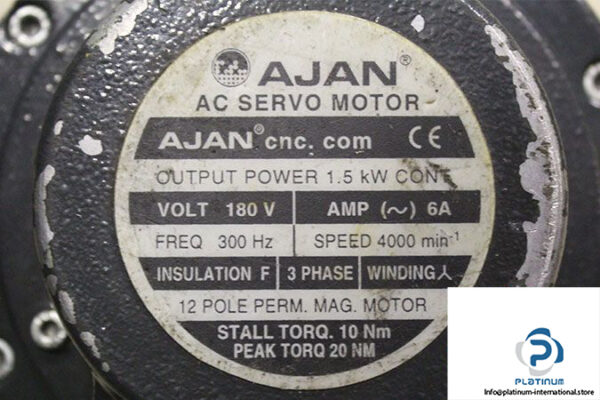 AJAN®
AC SERVO MOTOR
AJAN® cnc. com CE
OUTPUT POWER 1.5 kW CONT
VOLT 180 V AMP (~) 6A
FREQ 300 Hz SPEED 4000 min-1
INSULATION F 3 PHASE WINDING
12 POLE PERM. MAG. MOTOR
STALL TORQ. 10 Nm
PEAK TORQ 20 NM
PLATINUM
Info@platinum-international.store